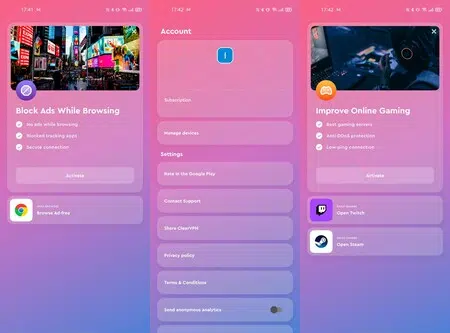 17:41
Block Ads While Browsing
No ads while browsing
Blocked tracking apps
Secure connection
Activate
Browse Ad-free
17:42
Account
Subscription
Manage devices
Settings
Rate in the Google Play
Contact Support
Share ClearVPN
Privacy policy
Terms & Conditions
Send anonymous analytics
17:42
Improve Online Gaming
Best gaming servers
Anti-DDoS protection
Low-ping connection
Activate
Open Twitch
Open Steam